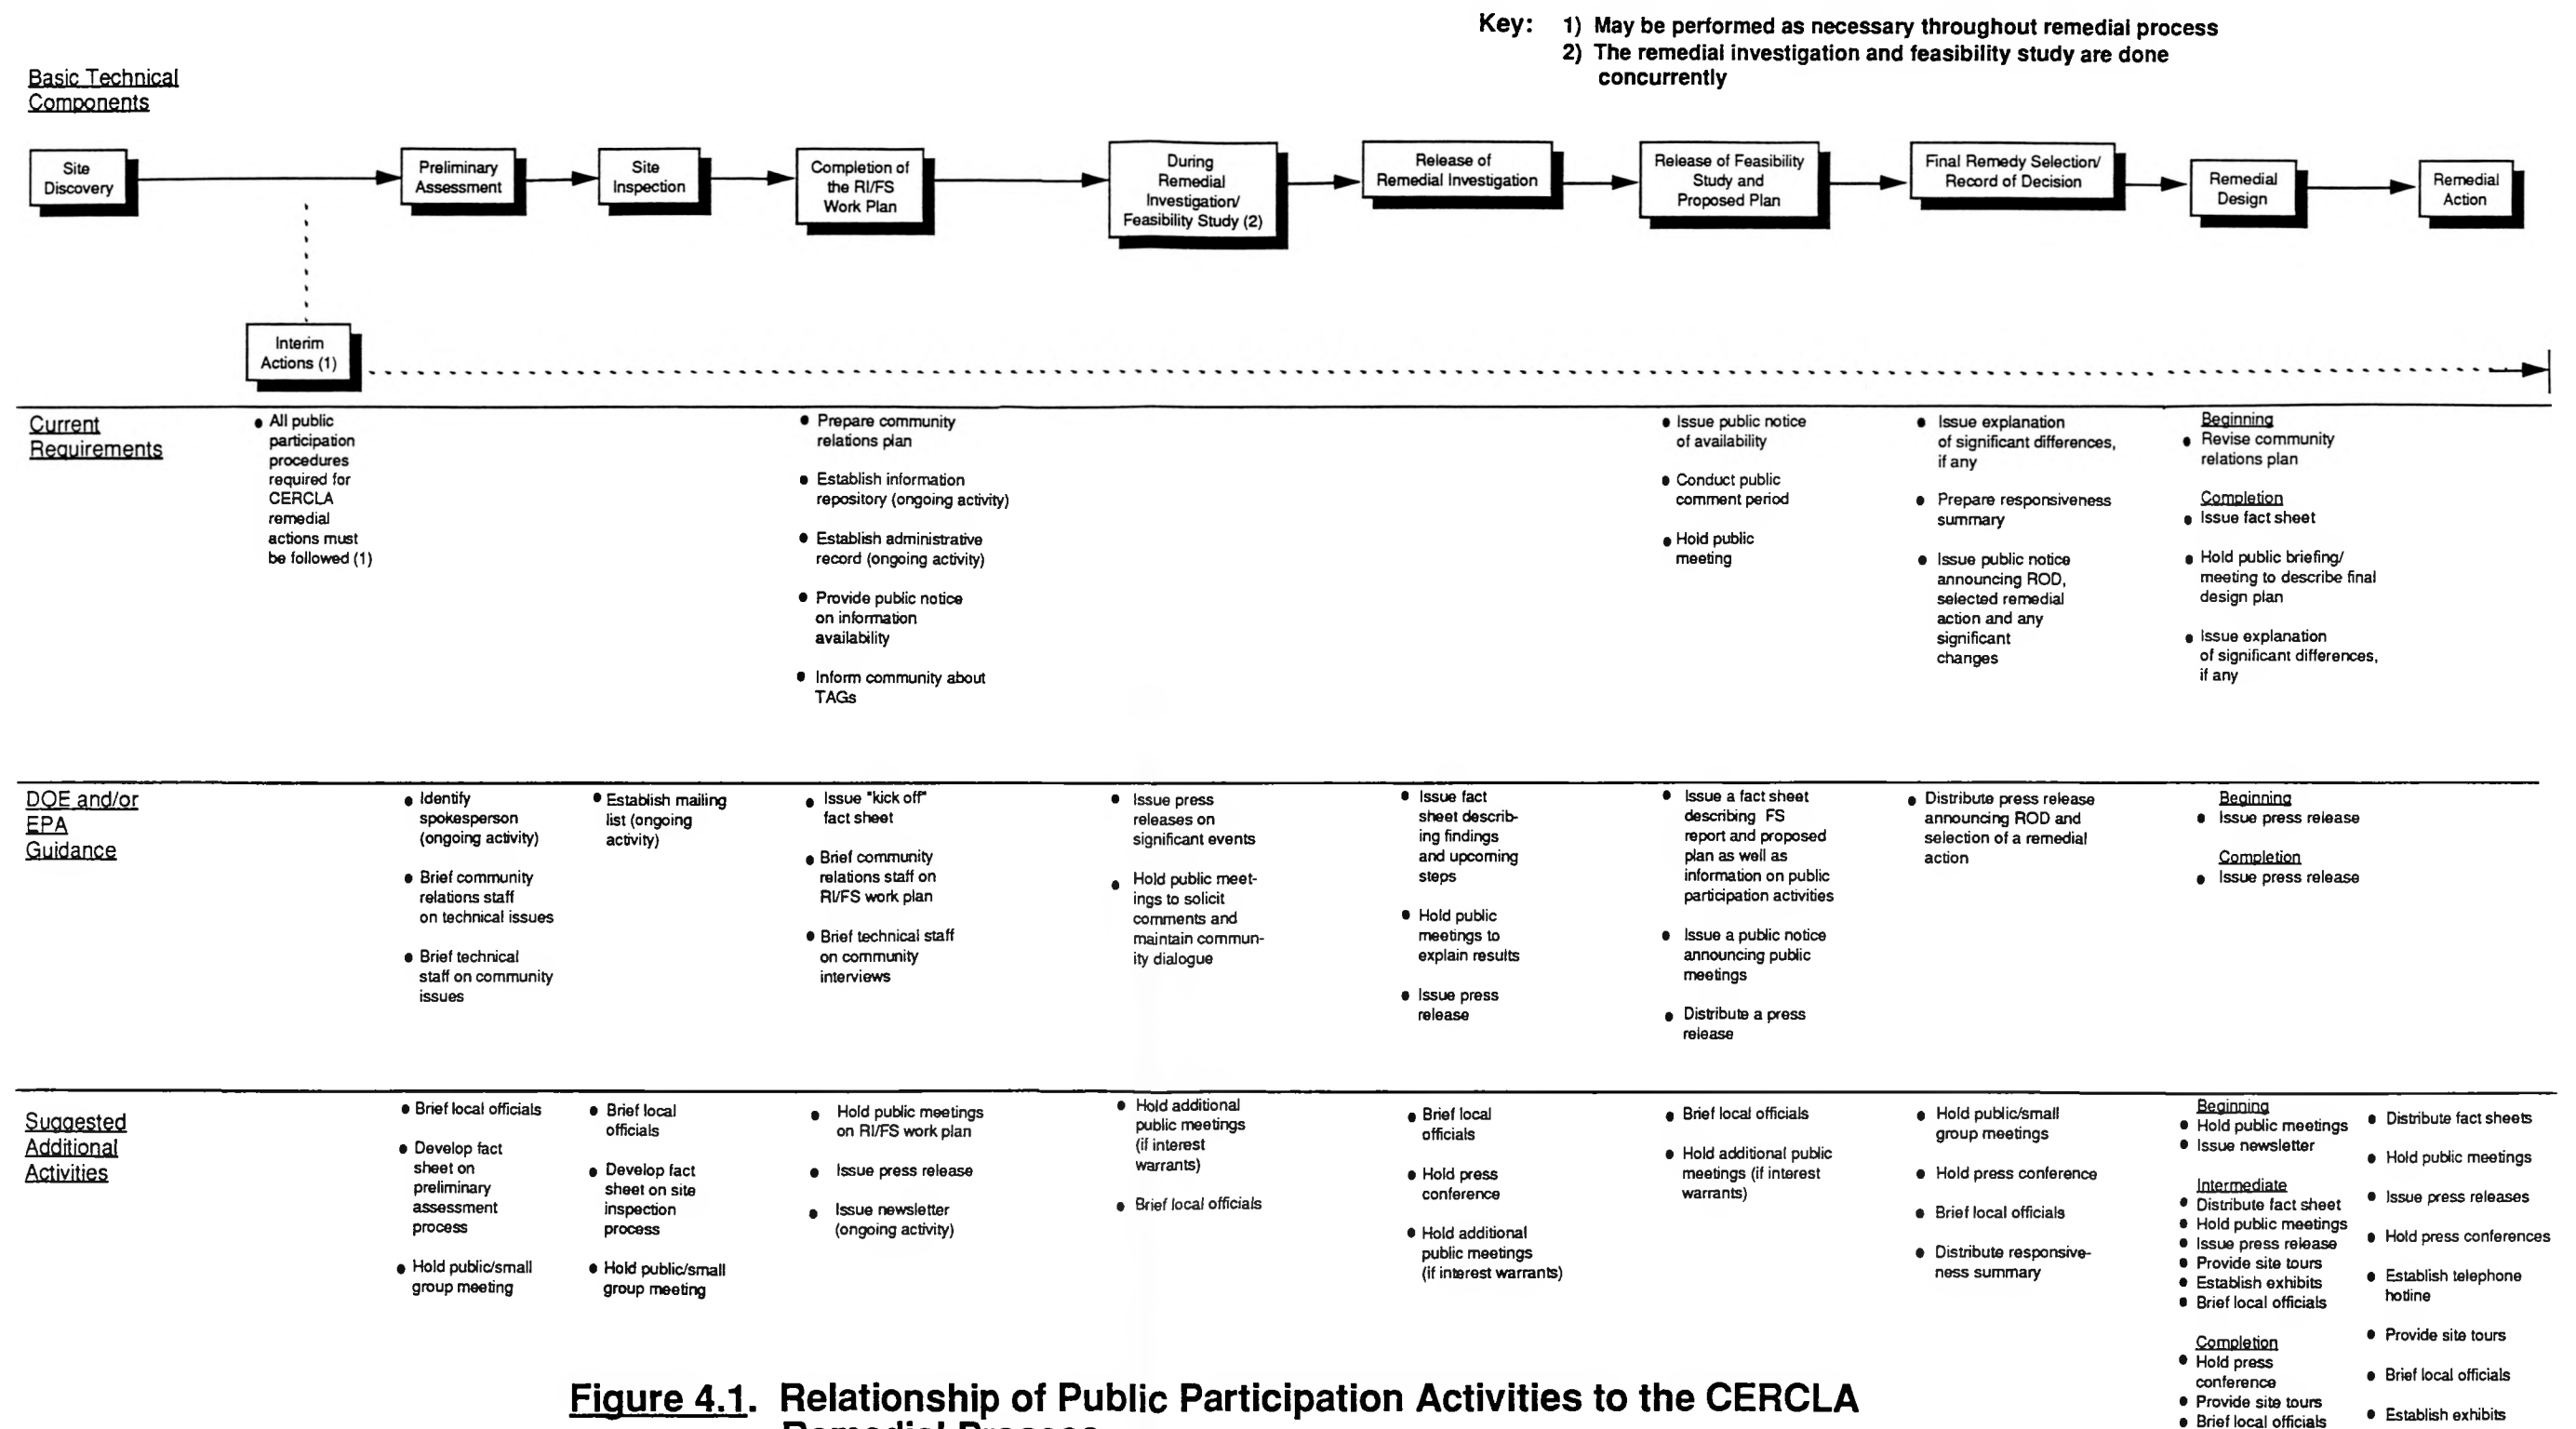 Key: 1) May be performed as necessary throughout remedial process
2) The remedial investigation and feasibility study are done
concurrently
Basic Technical
Components
Site
Discovery
Preliminary
Assessment
Site
Inspection
Completion of
the RI/FS
Work Plan
During
Remedial
Investigation/
Feasibility Study (2)
Release of
Remedial Investigation
Release of Feasibility
Study and
Proposed Plan
Final Remedy Selection/
Record of Decision
Remedial
Design
Remedial
Action
Interim
Actions (1)
Current
Requirements
• All public
participation
procedures
required for
CERCLA
remedial
actions must
be followed (1)
• Prepare community
relations plan
• Establish information
repository (ongoing activity)
• Establish administrative
record (ongoing activity)
• Provide public notice
on information
availability
• Inform community about
TAGs
• Issue public notice
of availability
• Conduct public
comment period
• Hold public
meeting
• Issue explanation
of significant differences,
if any
• Prepare responsiveness
summary
• Issue public notice
announcing ROD,
selected remedial
action and any
significant
changes
Beginning
• Revise community
relations plan
Completion
• Issue fact sheet
• Hold public briefing/
meeting to describe final
design plan
• Issue explanation
of significant differences,
if any
DOE and/or
EPA
Guidance
• Identify
spokesperson
(ongoing activity)
• Brief community
relations staff
on technical issues
• Brief technical
staff on community
issues
• Establish mailing
list (ongoing
activity)
• Issue "kick off"
fact sheet
• Brief community
relations staff on
RI/FS work plan
• Brief technical staff
on community
interviews
• Issue press
releases on
significant events
• Hold public meet-
ings to solicit
comments and
maintain commun-
ity dialogue
• Issue fact
sheet describ-
ing findings
and upcoming
steps
• Hold public
meetings to
explain results
• Issue press
release
• Issue a fact sheet
describing FS
report and proposed
plan as well as
information on public
participation activities
• Issue a public notice
announcing public
meetings
• Distribute a press
release
• Distribute press release
announcing ROD and
selection of a remedial
action
Beginning
• Issue press release
Completion
• Issue press release
Suggested
Additional
Activities
• Brief local officials
• Develop fact
sheet on
preliminary
assessment
process
• Hold public/small
group meeting
• Brief local
officials
• Develop fact
sheet on site
inspection
process
• Hold public/small
group meeting
• Hold public meetings
on RI/FS work plan
• Issue press release
• Issue newsletter
(ongoing activity)
• Hold additional
public meetings
(if interest
warrants)
• Brief local officials
• Brief local
officials
• Hold press
conference
• Hold additional
public meetings
(if interest warrants)
• Brief local officials
• Hold additional public
meetings (if interest
warrants)
• Hold public/small
group meetings
• Hold press conference
• Brief local officials
• Distribute responsive-
ness summary
Beginning
• Hold public meetings
• Issue newsletter
Intermediate
• Distribute fact sheet
• Hold public meetings
• Issue press release
• Provide site tours
• Establish exhibits
• Brief local officials
Completion
• Hold press
conference
• Provide site tours
• Brief local officials
• Distribute fact sheets
• Hold public meetings
• Issue press releases
• Hold press conferences
• Establish telephone
hotline
• Provide site tours
• Brief local officials
• Establish exhibits
Figure 4.1. Relationship of Public Participation Activities to the CERCLA
Remedial Process